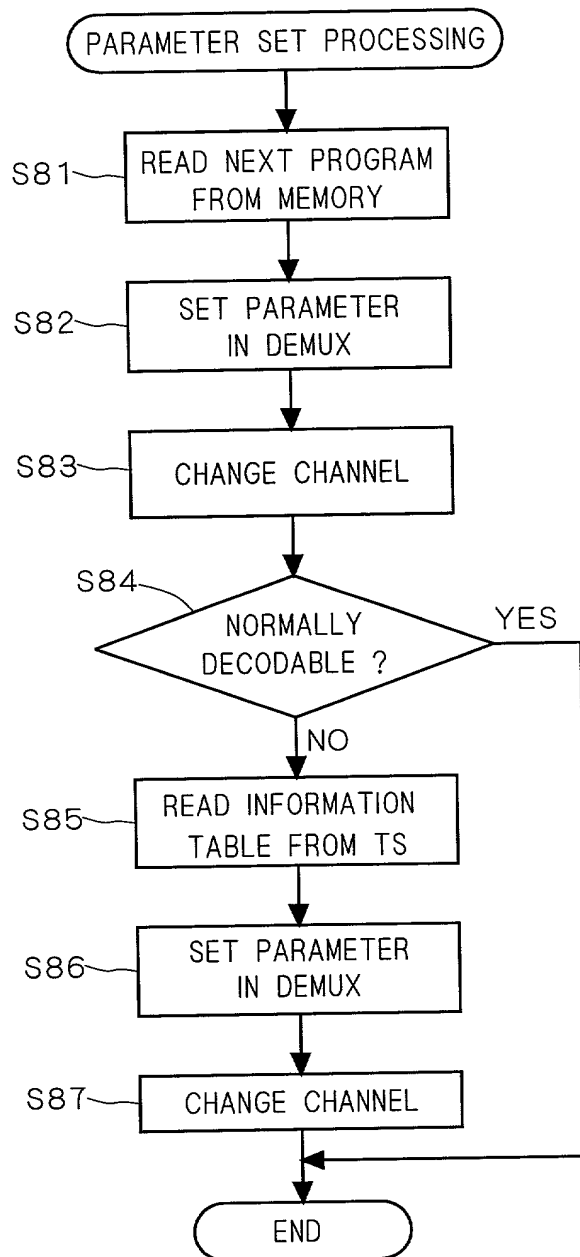 PARAMETER SET PROCESSING
S81
READ NEXT PROGRAM
FROM MEMORY
S82
SET PARAMETER
IN DEMUX
S83
CHANGE CHANNEL
S84
NORMALLY
DECODABLE ?
YES
NO
S85
READ INFORMATION
TABLE FROM TS
S86
SET PARAMETER
IN DEMUX
S87
CHANGE CHANNEL
END